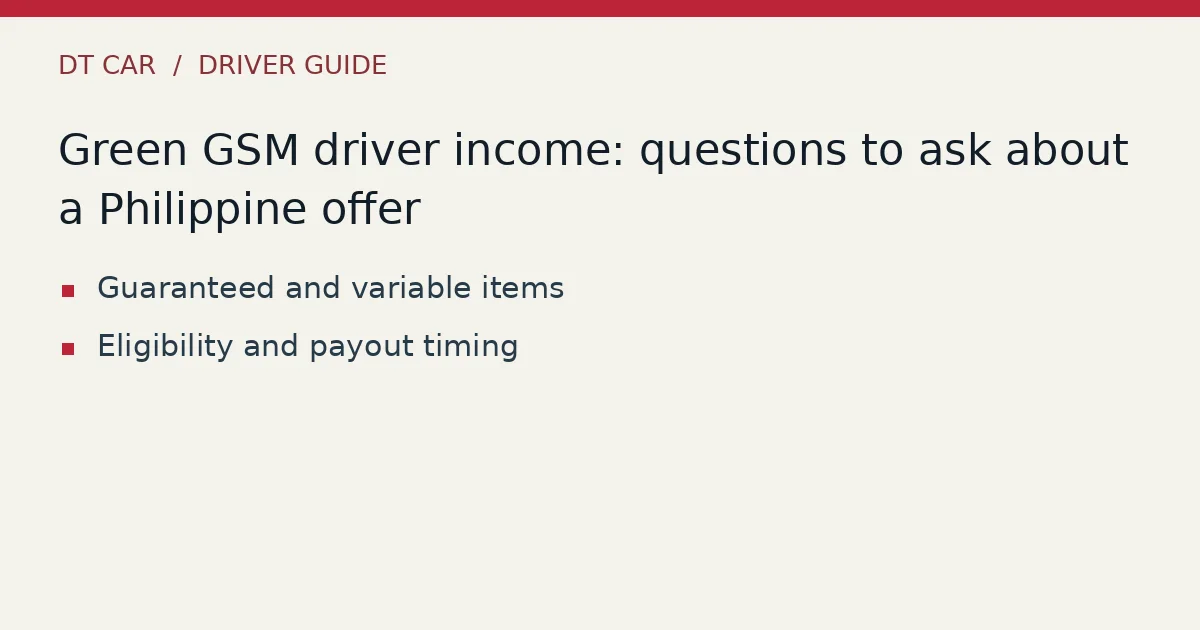 DT CAR / DRIVER GUIDE
Green GSM driver income: questions to ask about
a Philippine offer
Guaranteed and variable items
Eligibility and payout timing